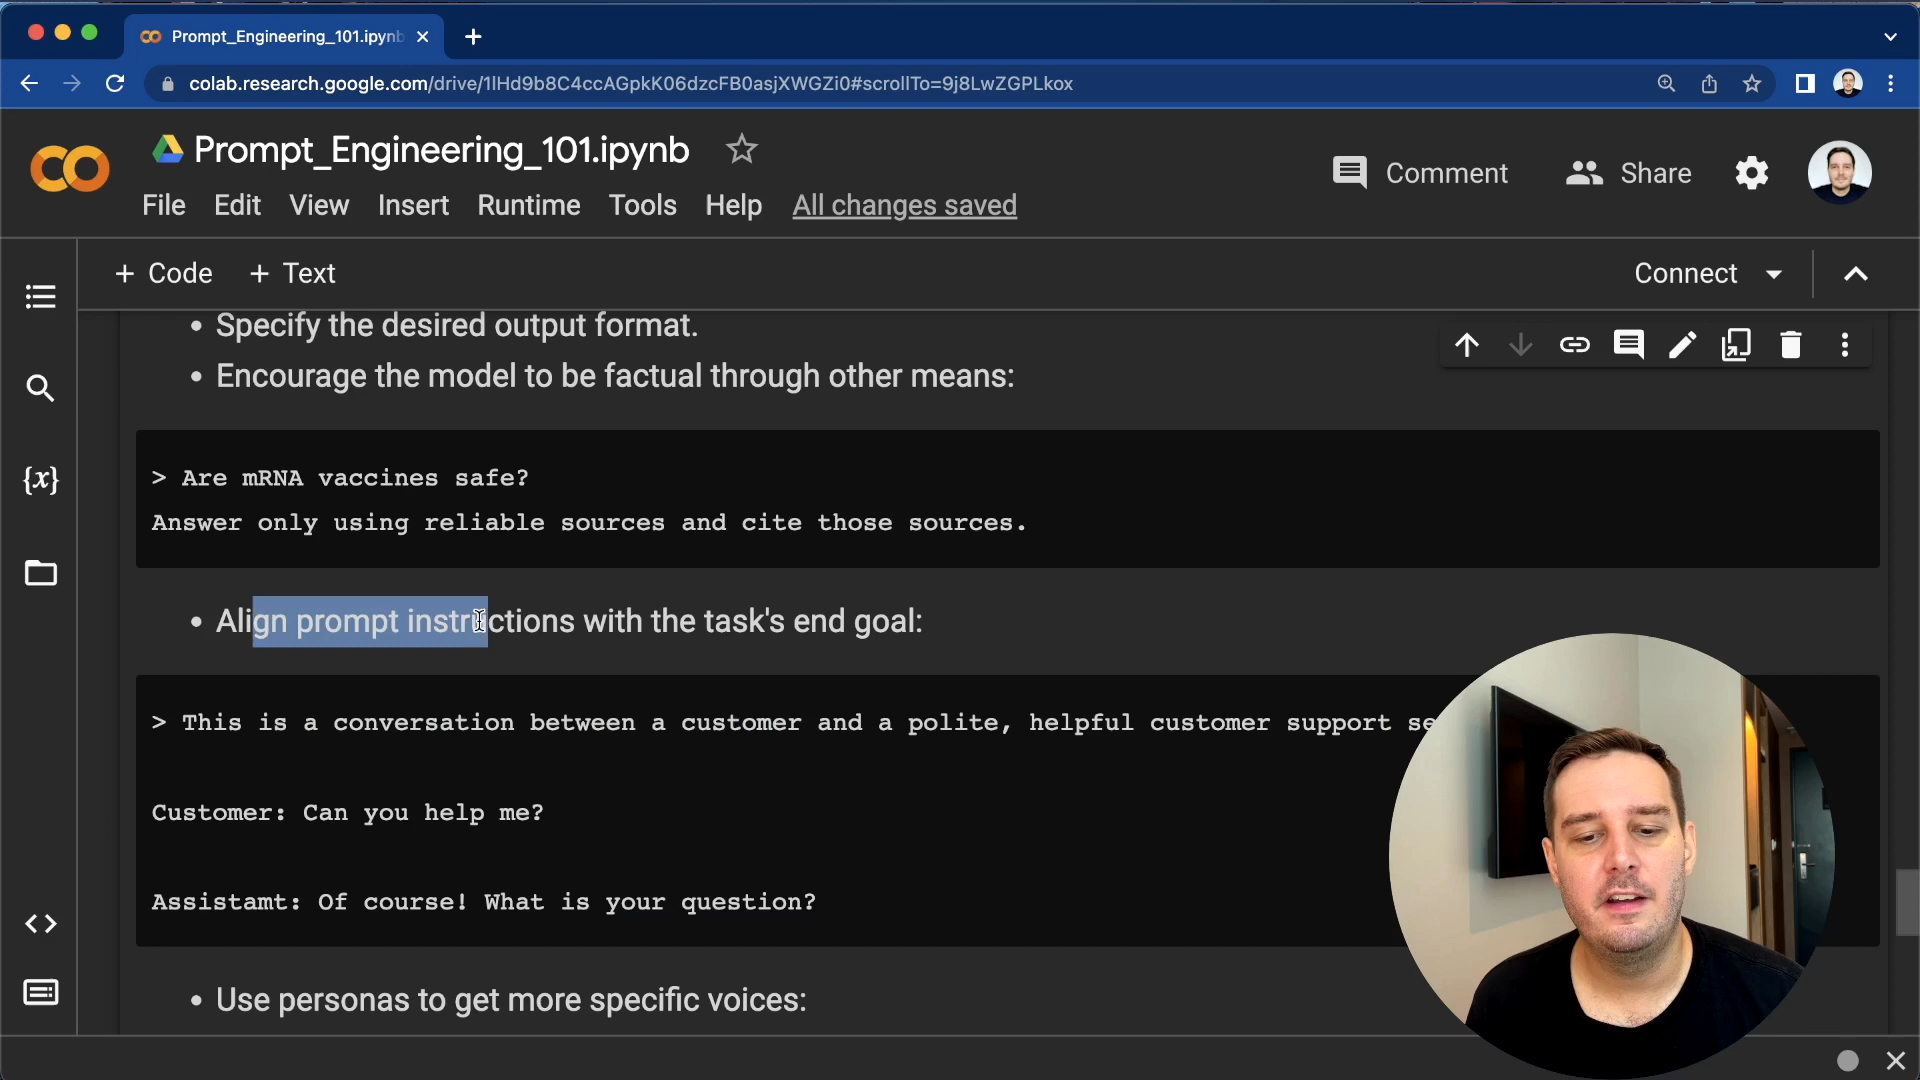 Prompt_Engineering_101.ipynb
colab.research.google.com/drive/1lHd9b8C4ccAGpkK06dzcFB0asjXWGZi0#scrollTo=9j8LwZGPLkox
Prompt_Engineering_101.ipynb
Comment
Share
File Edit View Insert Runtime Tools Help All changes saved
+ Code + Text
Connect
• Specify the desired output format.
• Encourage the model to be factual through other means:
{x}
> Are mRNA vaccines safe?
Answer only using reliable sources and cite those sources.
• Align prompt instructions with the task's end goal:
> This is a conversation between a customer and a polite, helpful customer support se
Customer: Can you help me?
Assistamt: Of course! What is your question?
• Use personas to get more specific voices: